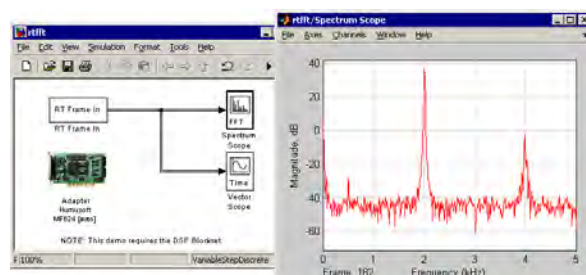 rtfft
File Edit View Simulation Format Tools Help
RT Frame In
RT Frame In
FFT
Spectrum
Scope
Time
Vector
Scope
Adapter
Humusoft
MF624 [auto]
NOTE: This demo requires the DSP Blockset
100%
VariableStepDiscrete
rtfft/Spectrum Scope
File Axes Channels Window Help
Magnitude, dB
40
20
0
-20
-40
-60
0 1 2 3 4 5
Frame: 182 Frequency (kHz)